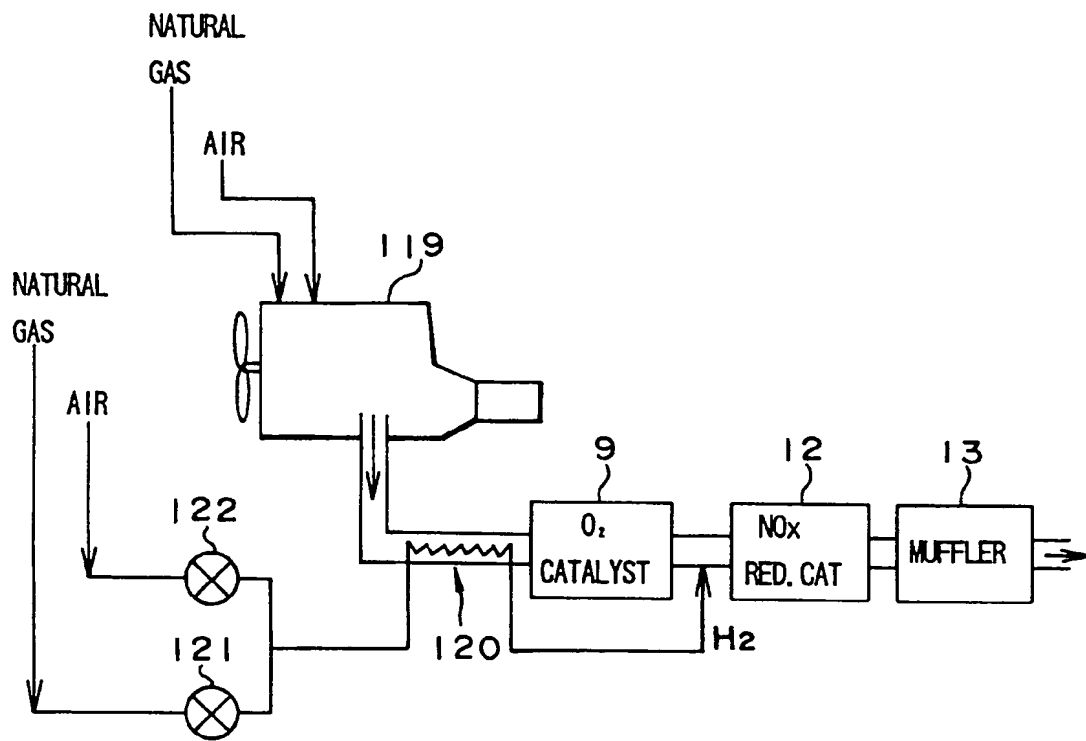 NATURAL
GAS
AIR
119
NATURAL
GAS
AIR
9
12
13
122
O₂
CATALYST
NOx
RED. CAT
MUFFLER
121
120
H2